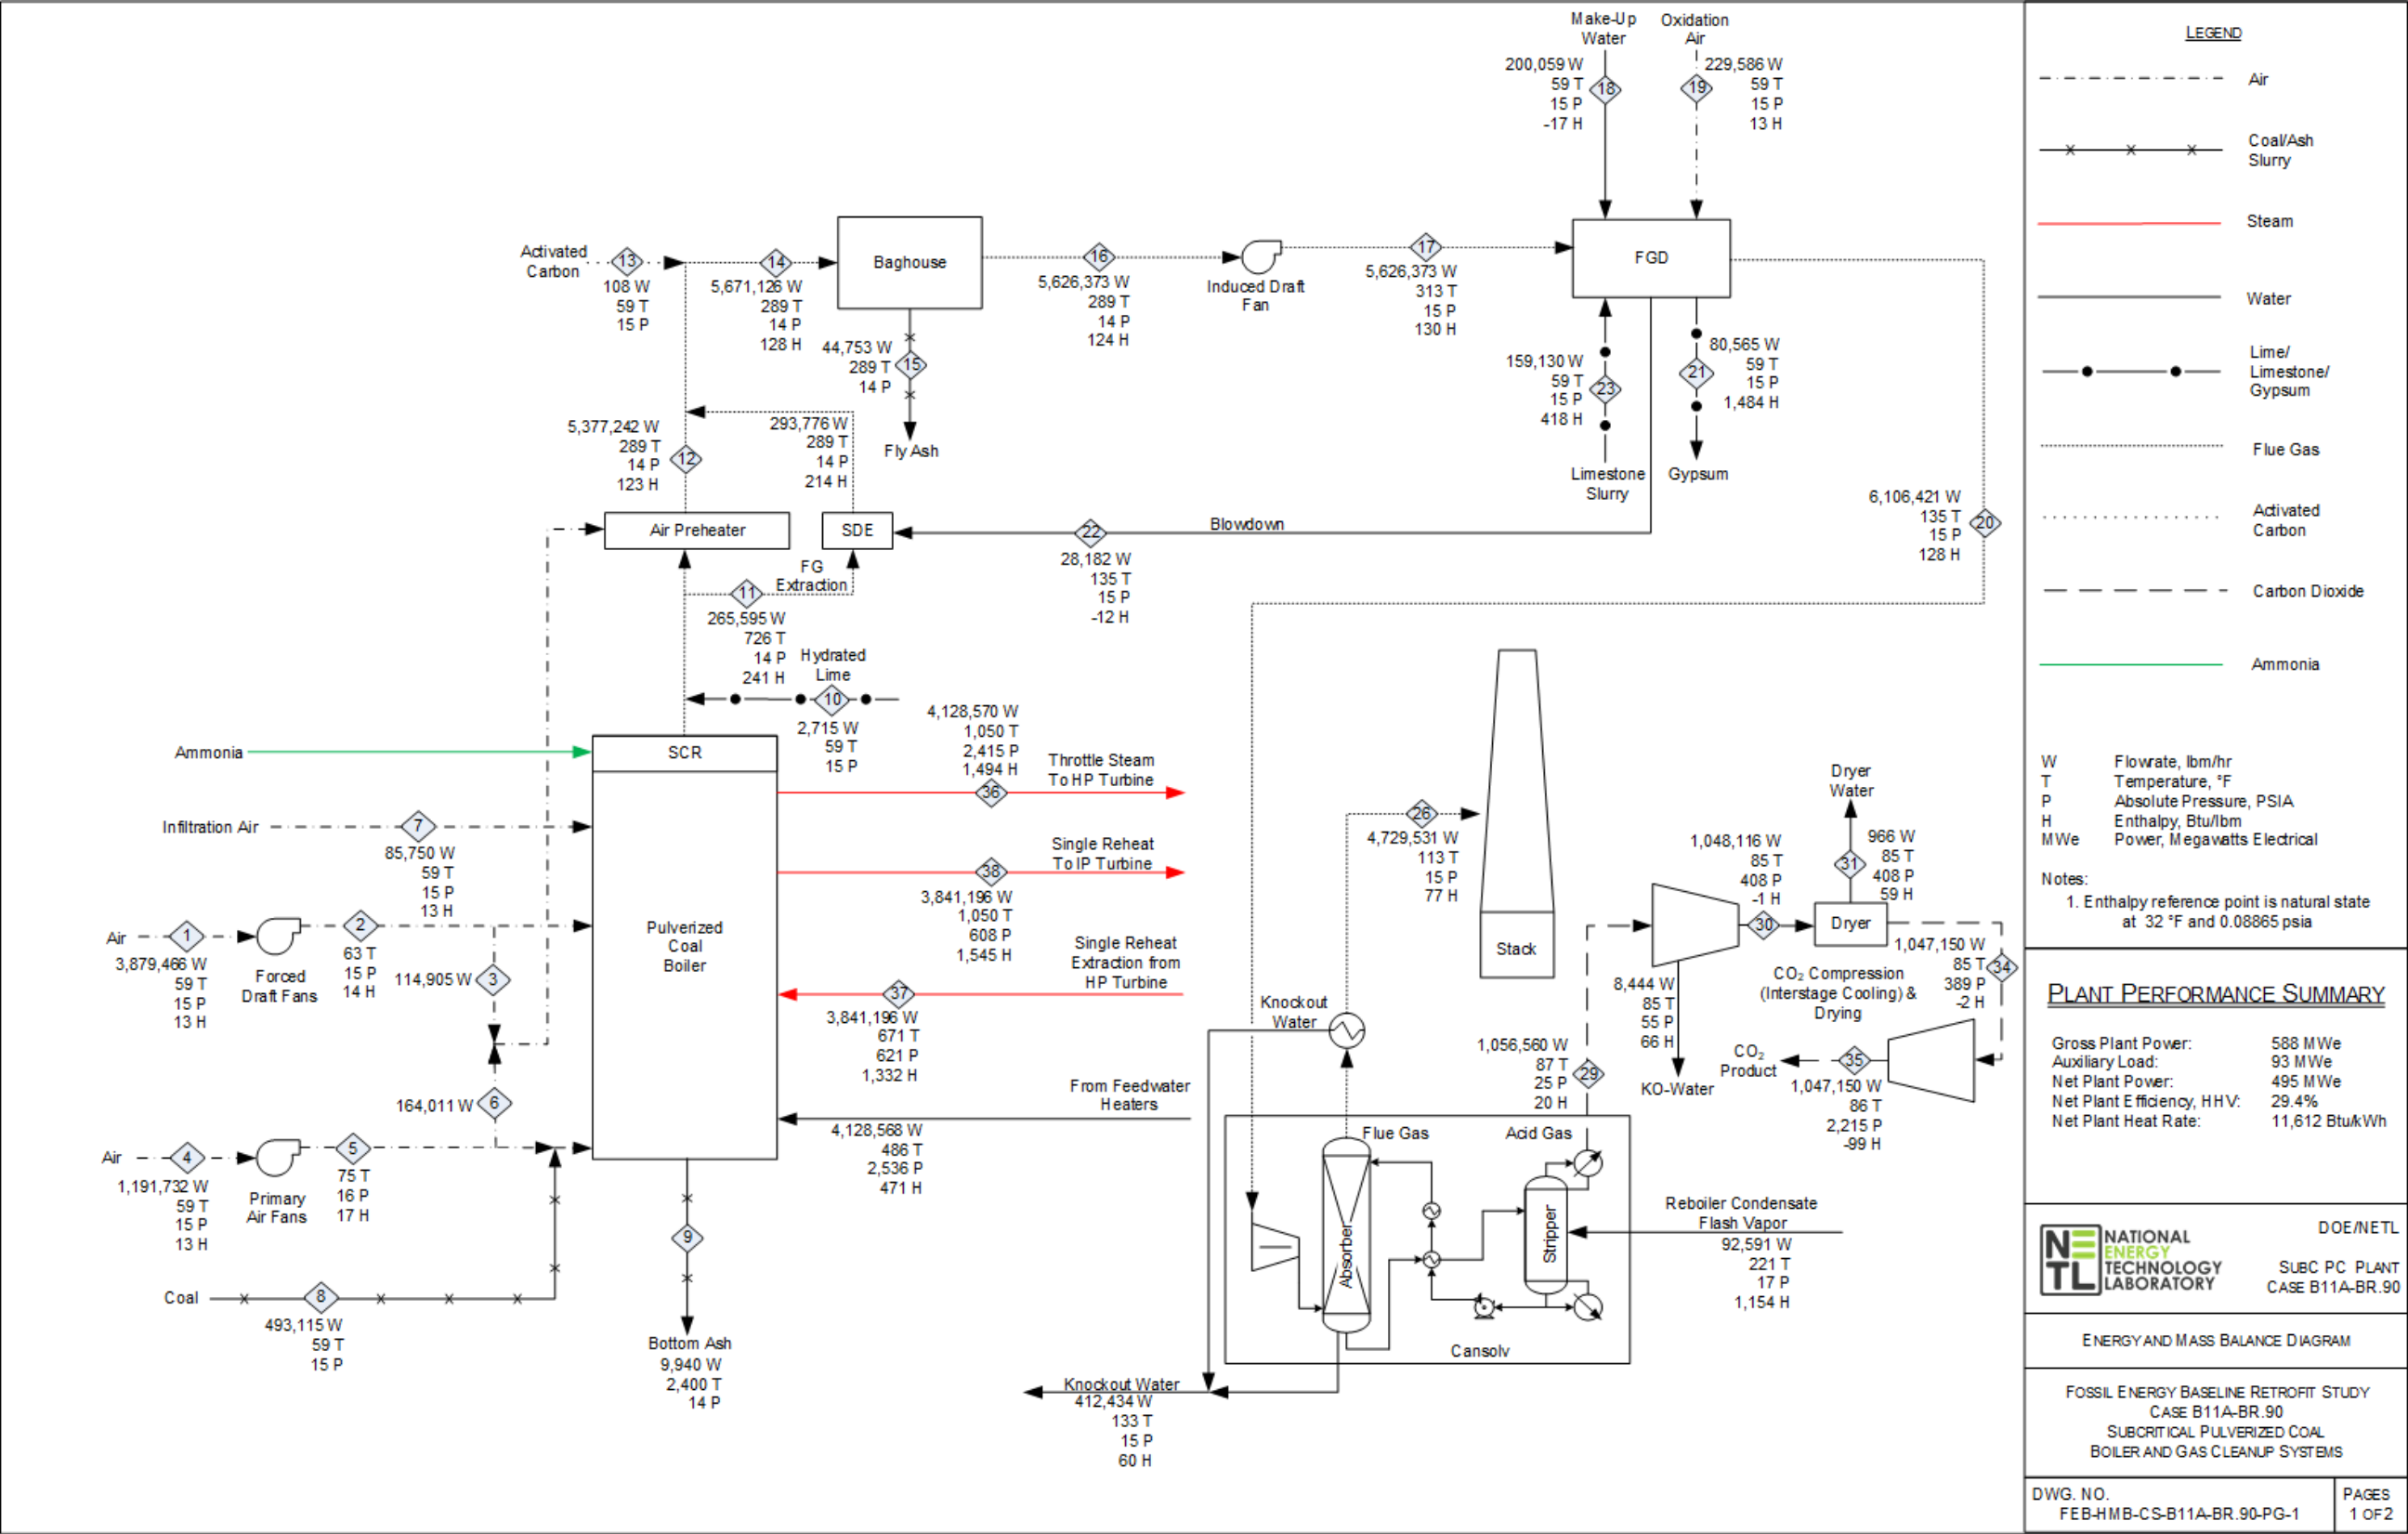 Make-Up
Water
Oxidation
Air
200,059 W
59 T
15 P
-17 H
18
19
229,586 W
59 T
15 P
13 H
Activated
Carbon
13
108 W
59 T
15 P
14
5,671,126 W
289 T
14 P
128 H
Baghouse
16
5,626,373 W
289 T
14 P
124 H
Induced Draft
Fan
17
5,626,373 W
313 T
15 P
130 H
FGD
44,753 W
289 T
14 P
15
Fly Ash
159,130 W
59 T
15 P
418 H
23
Limestone
Slurry
80,565 W
59 T
15 P
1,484 H
21
Gypsum
5,377,242 W
289 T
14 P
123 H
12
293,776 W
289 T
14 P
214 H
Air Preheater
SDE
22
Blowdown
28,182 W
135 T
15 P
-12 H
6,106,421 W
135 T
15 P
128 H
20
FG
Extraction
11
265,595 W
726 T
14 P
241 H
Hydrated
Lime
10
2,715 W
59 T
15 P
Ammonia
SCR
4,128,570 W
1,050 T
2,415 P
1,494 H
36
Throttle Steam
To HP Turbine
Infiltration Air
7
85,750 W
59 T
15 P
13 H
Single Reheat
To IP Turbine
38
3,841,196 W
1,050 T
608 P
1,545 H
Air
1
3,879,466 W
59 T
15 P
13 H
Forced
Draft Fans
2
63 T
15 P
14 H
114,905 W
3
Pulverized
Coal
Boiler
Single Reheat
Extraction from
HP Turbine
37
3,841,196 W
671 T
621 P
1,332 H
164,011 W
6
From Feedwater
Heaters
4,128,568 W
486 T
2,536 P
471 H
Air
4
1,191,732 W
59 T
15 P
13 H
Primary
Air Fans
5
75 T
16 P
17 H
Coal
8
493,115 W
59 T
15 P
9
Bottom Ash
9,940 W
2,400 T
14 P
26
4,729,531 W
113 T
15 P
77 H
Stack
Knockout
Water
1,056,560 W
87 T
25 P
20 H
29
Dryer
Water
1,048,116 W
85 T
408 P
-1 H
30
31
966 W
85 T
408 P
59 H
Dryer
1,047,150 W
85 T
389 P
-2 H
34
CO₂ Compression
(Interstage Cooling) &
Drying
8,444 W
85 T
55 P
66 H
KO-Water
CO₂
Product
35
1,047,150 W
86 T
2,215 P
-99 H
Flue Gas
Acid Gas
Absorber
Stripper
Cansolv
Reboiler Condensate
Flash Vapor
92,591 W
221 T
17 P
1,154 H
Knockout Water
412,434 W
133 T
15 P
60 H
LEGEND
Air
Coal/Ash
Slurry
Steam
Water
Lime/
Limestone/
Gypsum
Flue Gas
Activated
Carbon
Carbon Dioxide
Ammonia
W Flowrate, lbm/hr
T Temperature, °F
P Absolute Pressure, PSIA
H Enthalpy, Btu/lbm
MWe Power, Megawatts Electrical
Notes:
1. Enthalpy reference point is natural state
at 32 °F and 0.08865 psia
PLANT PERFORMANCE SUMMARY
Gross Plant Power: 588 MWe
Auxiliary Load: 93 MWe
Net Plant Power: 495 MWe
Net Plant Efficiency, HHV: 29.4%
Net Plant Heat Rate: 11,612 Btu/kWh
NETL
NATIONAL
ENERGY
TECHNOLOGY
LABORATORY
DOE/NETL
SUBC PC PLANT
CASE B11A-BR.90
ENERGY AND MASS BALANCE DIAGRAM
FOSSIL ENERGY BASELINE RETROFIT STUDY
CASE B11A-BR.90
SUBCRITICAL PULVERIZED COAL
BOILER AND GAS CLEANUP SYSTEMS
DWG. NO.
FEB-HMB-CS-B11A-BR.90-PG-1
PAGES
1 OF 2